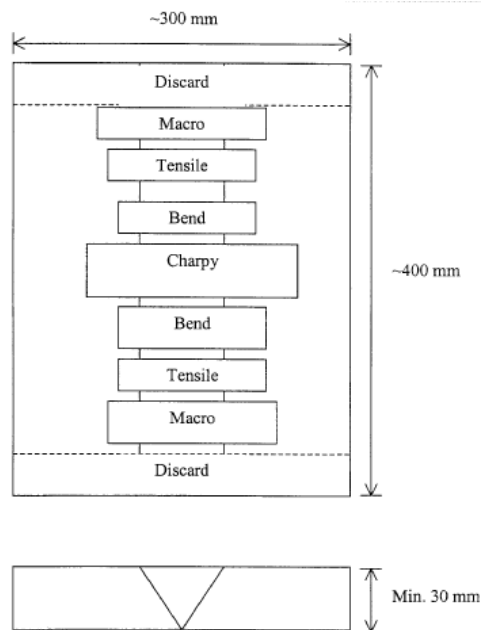 ~300 mm
Discard
Macro
Tensile
Bend
Charpy
~400 mm
Bend
Tensile
Macro
Discard
Min. 30 mm